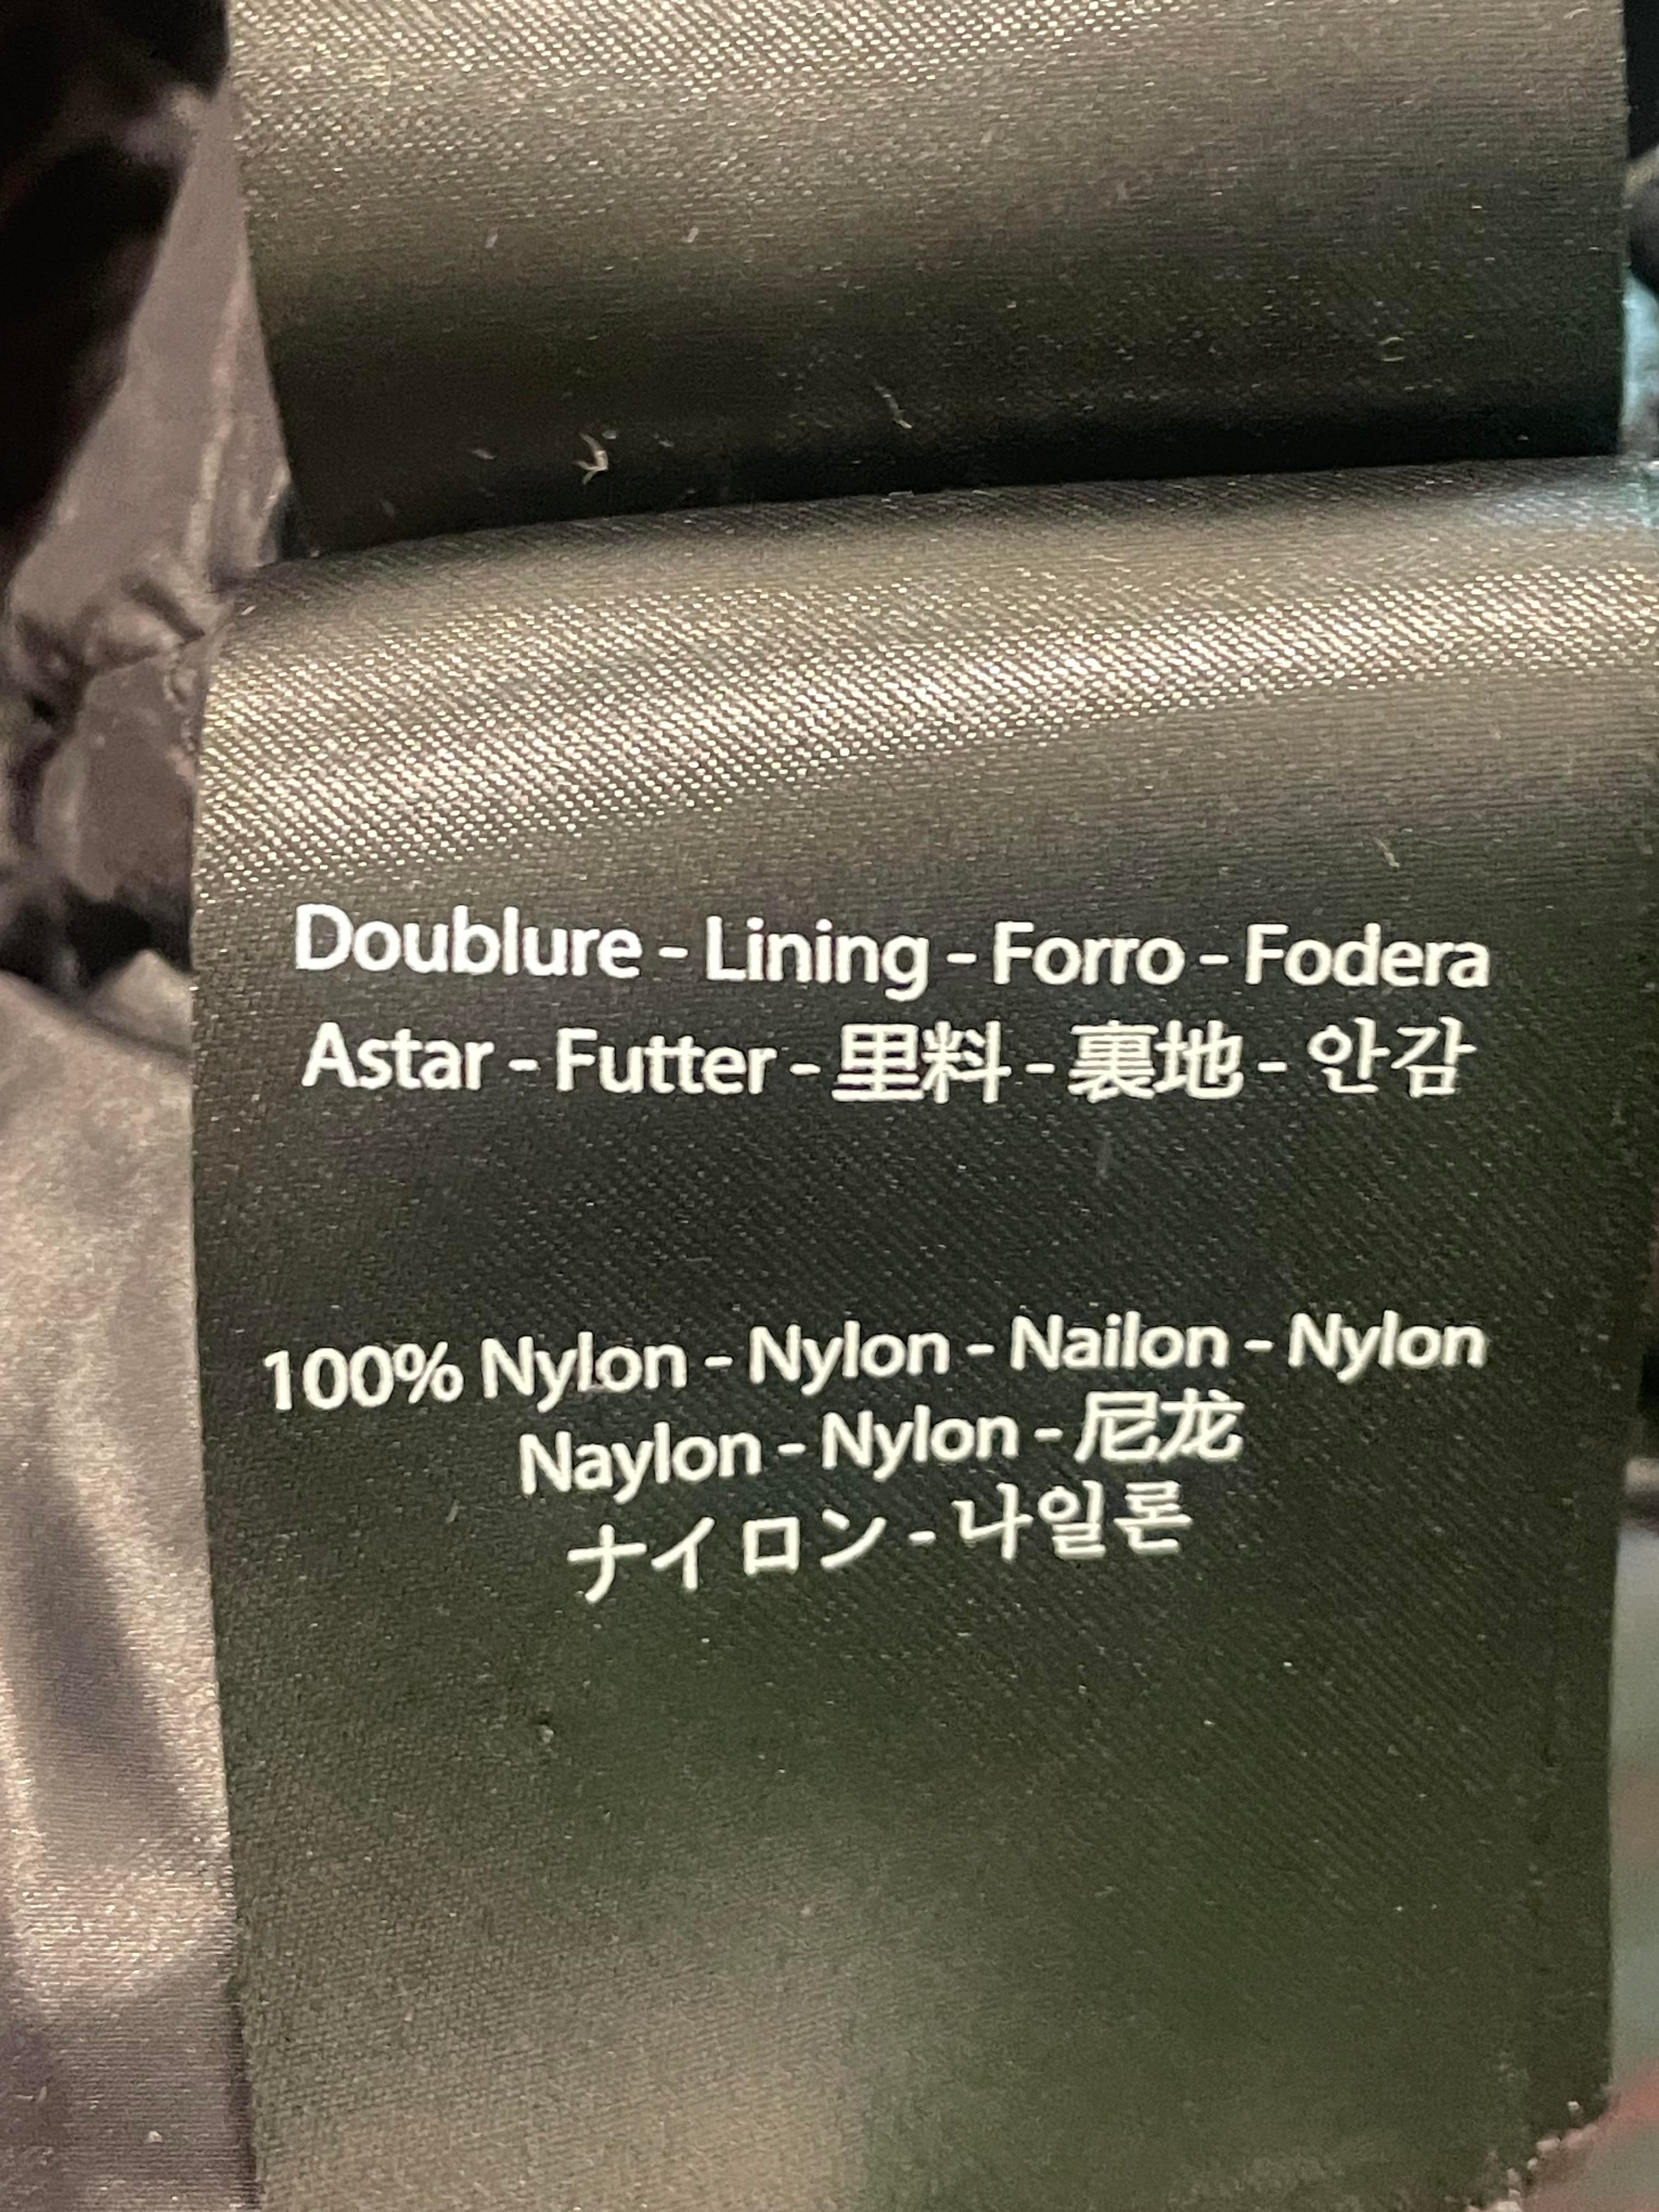 Doublure - Lining - Forro - Fodera
Astar - Futter - 里料 - 裏地 - 안감
100% Nylon - Nylon - Nailon - Nylon
Naylon - Nylon - 尼龙
ナイロン - 나일론